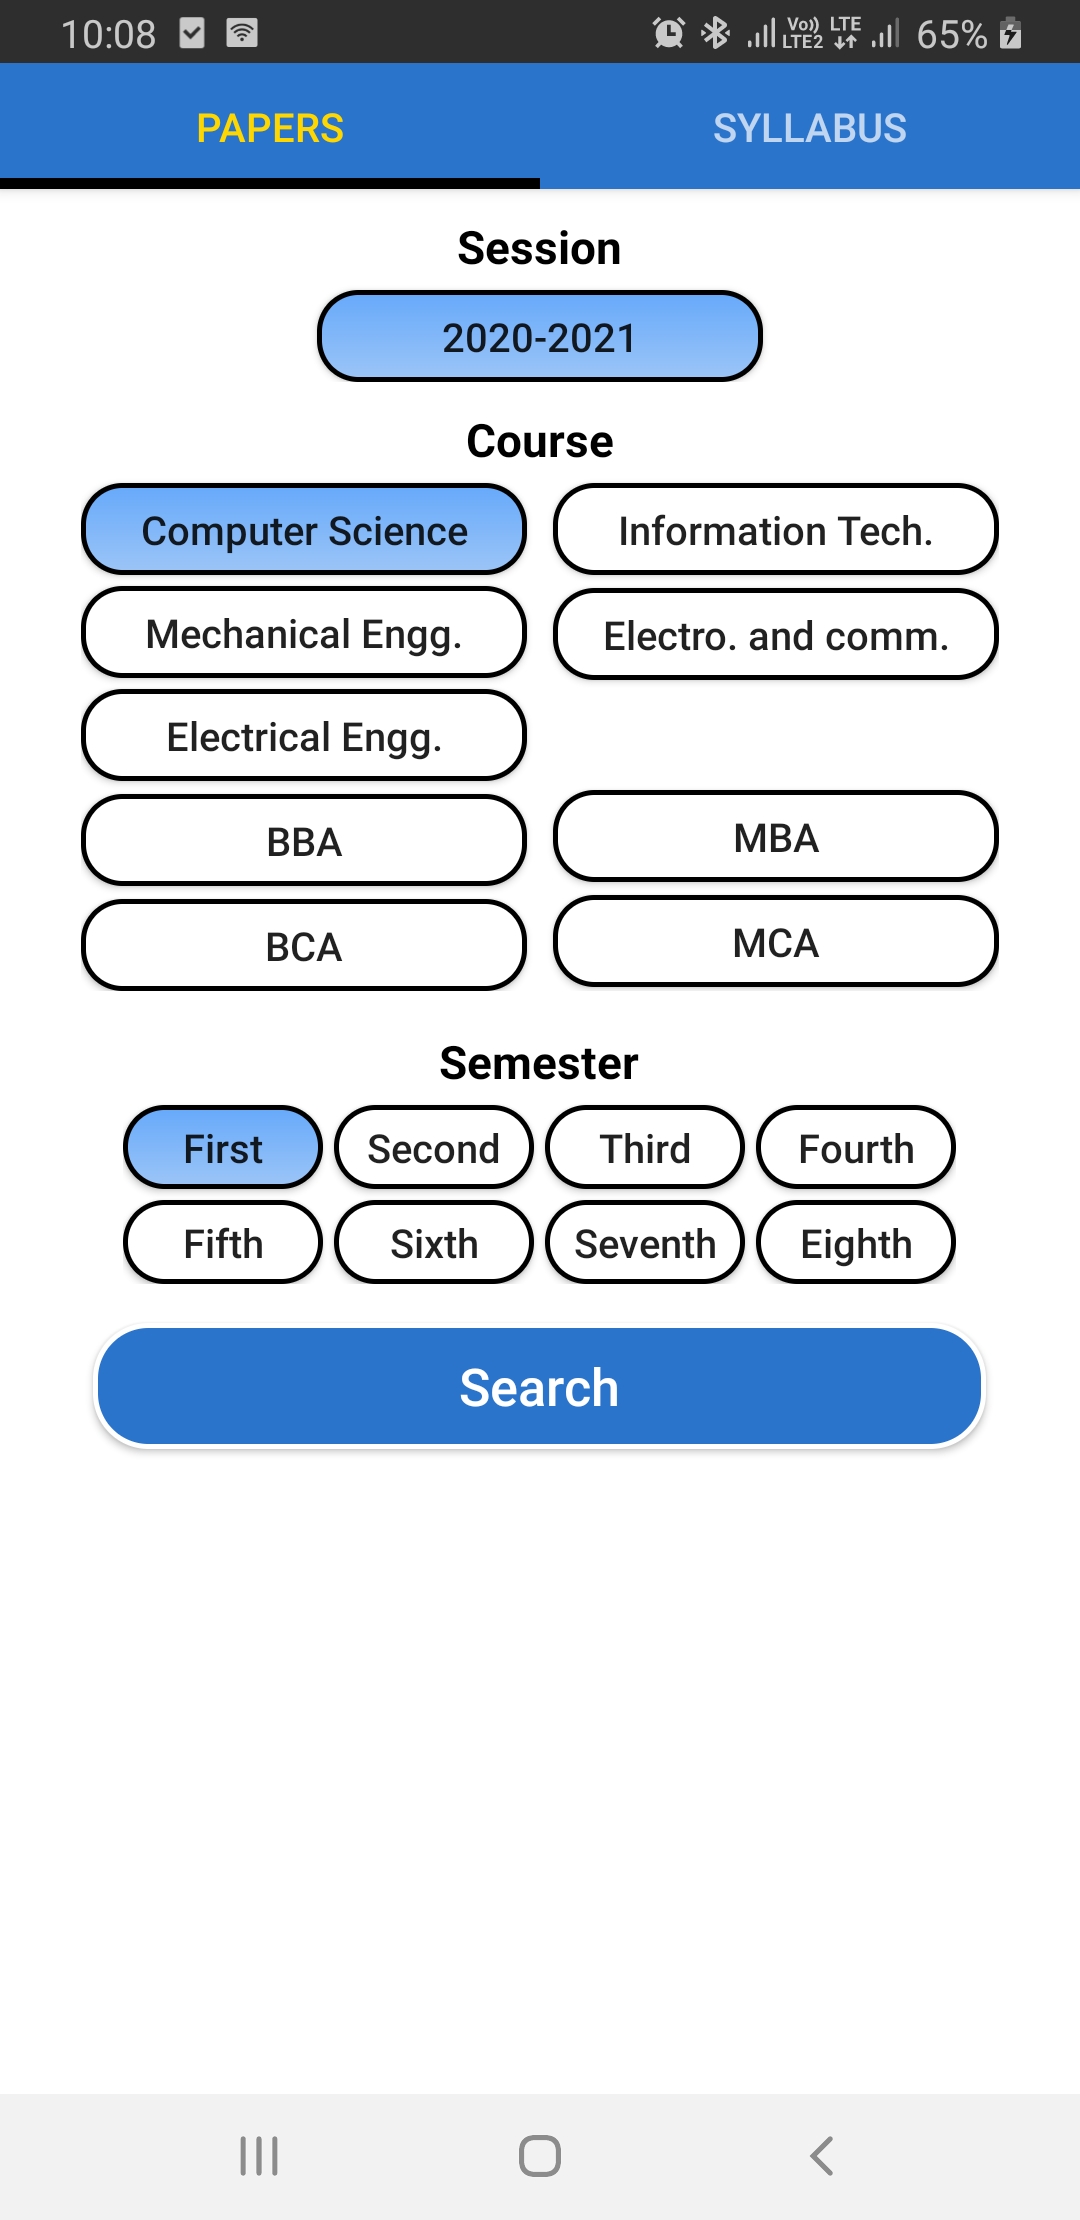 10:08 Vo)) LTE2 LTE 65%
PAPERS SYLLABUS
Session
2020-2021
Course
Computer Science Information Tech.
Mechanical Engg. Electro. and comm.
Electrical Engg.
BBA MBA
BCA MCA
Semester
First Second Third Fourth
Fifth Sixth Seventh Eighth
Search